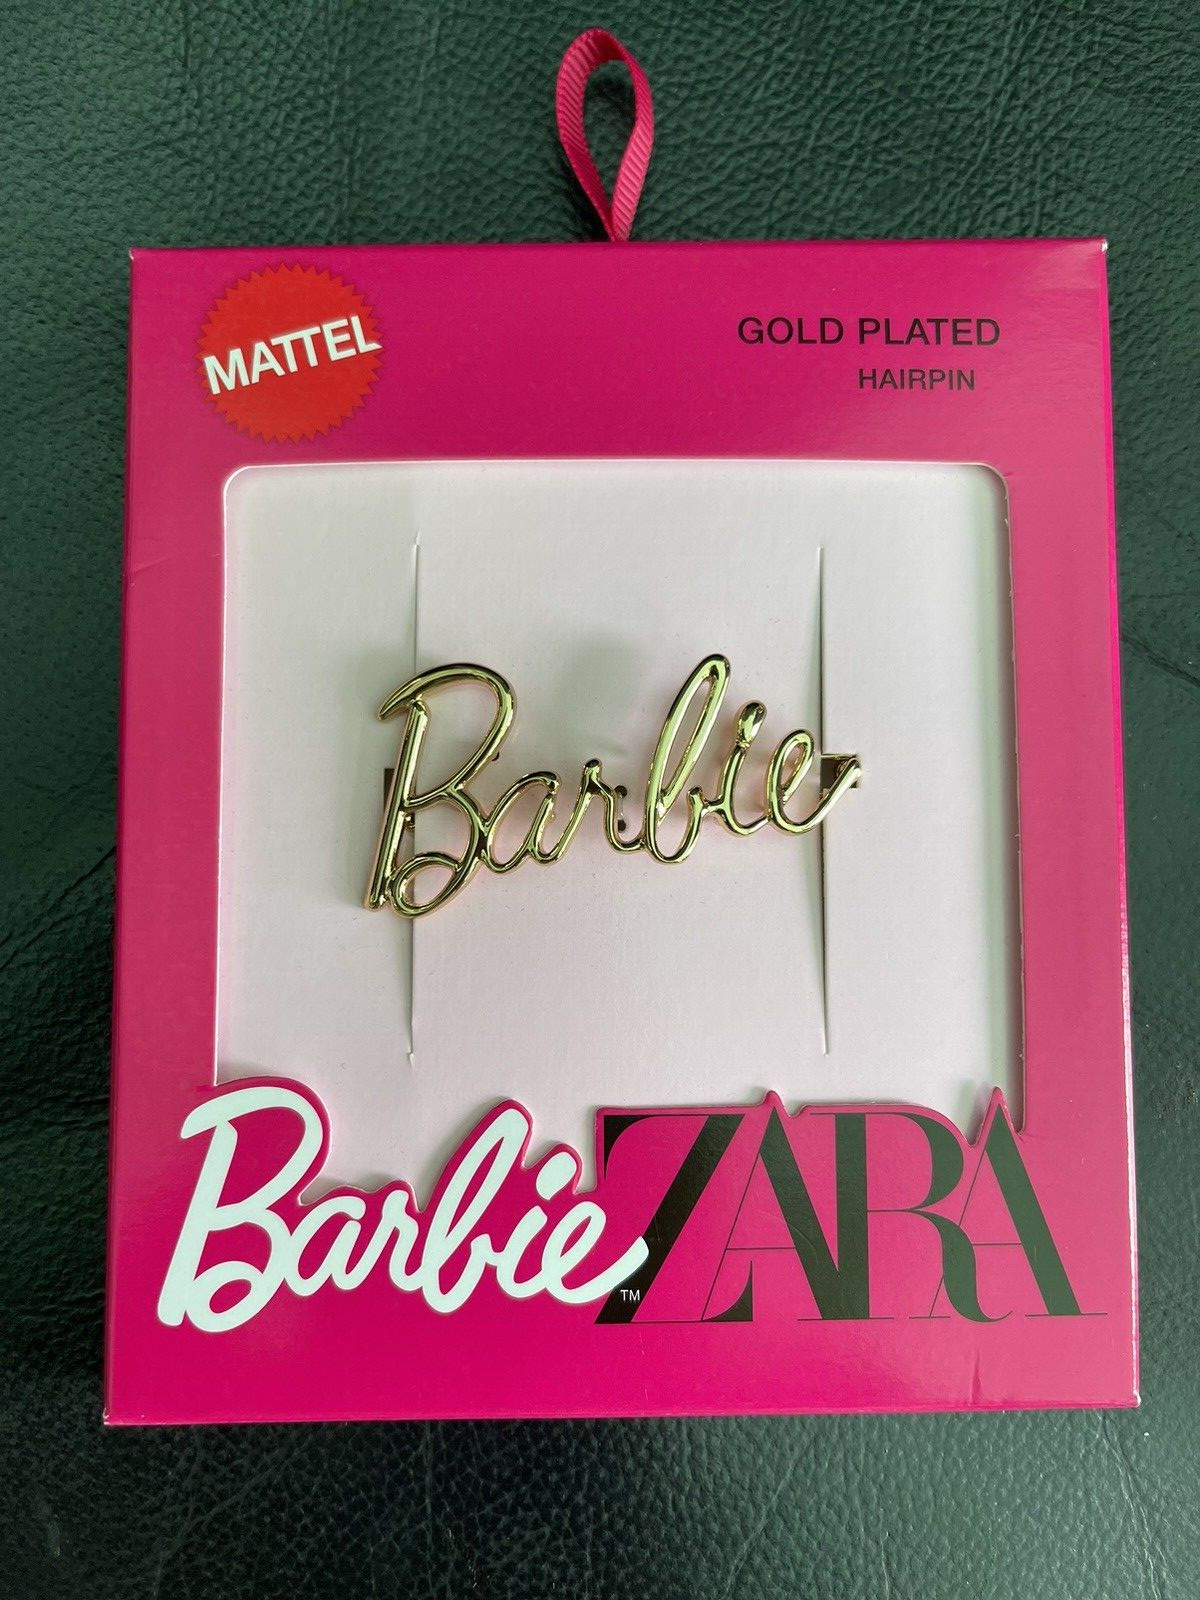 MATTEL
GOLD PLATED
HAIRPIN
Barbie
Barbie ZARA
TM